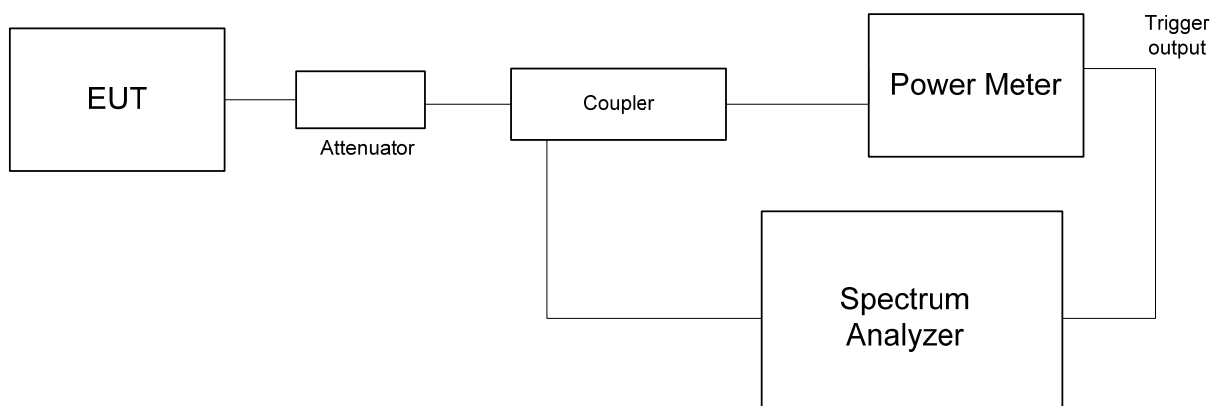 EUT
Attenuator
Coupler
Power Meter
Trigger
output
Spectrum
Analyzer